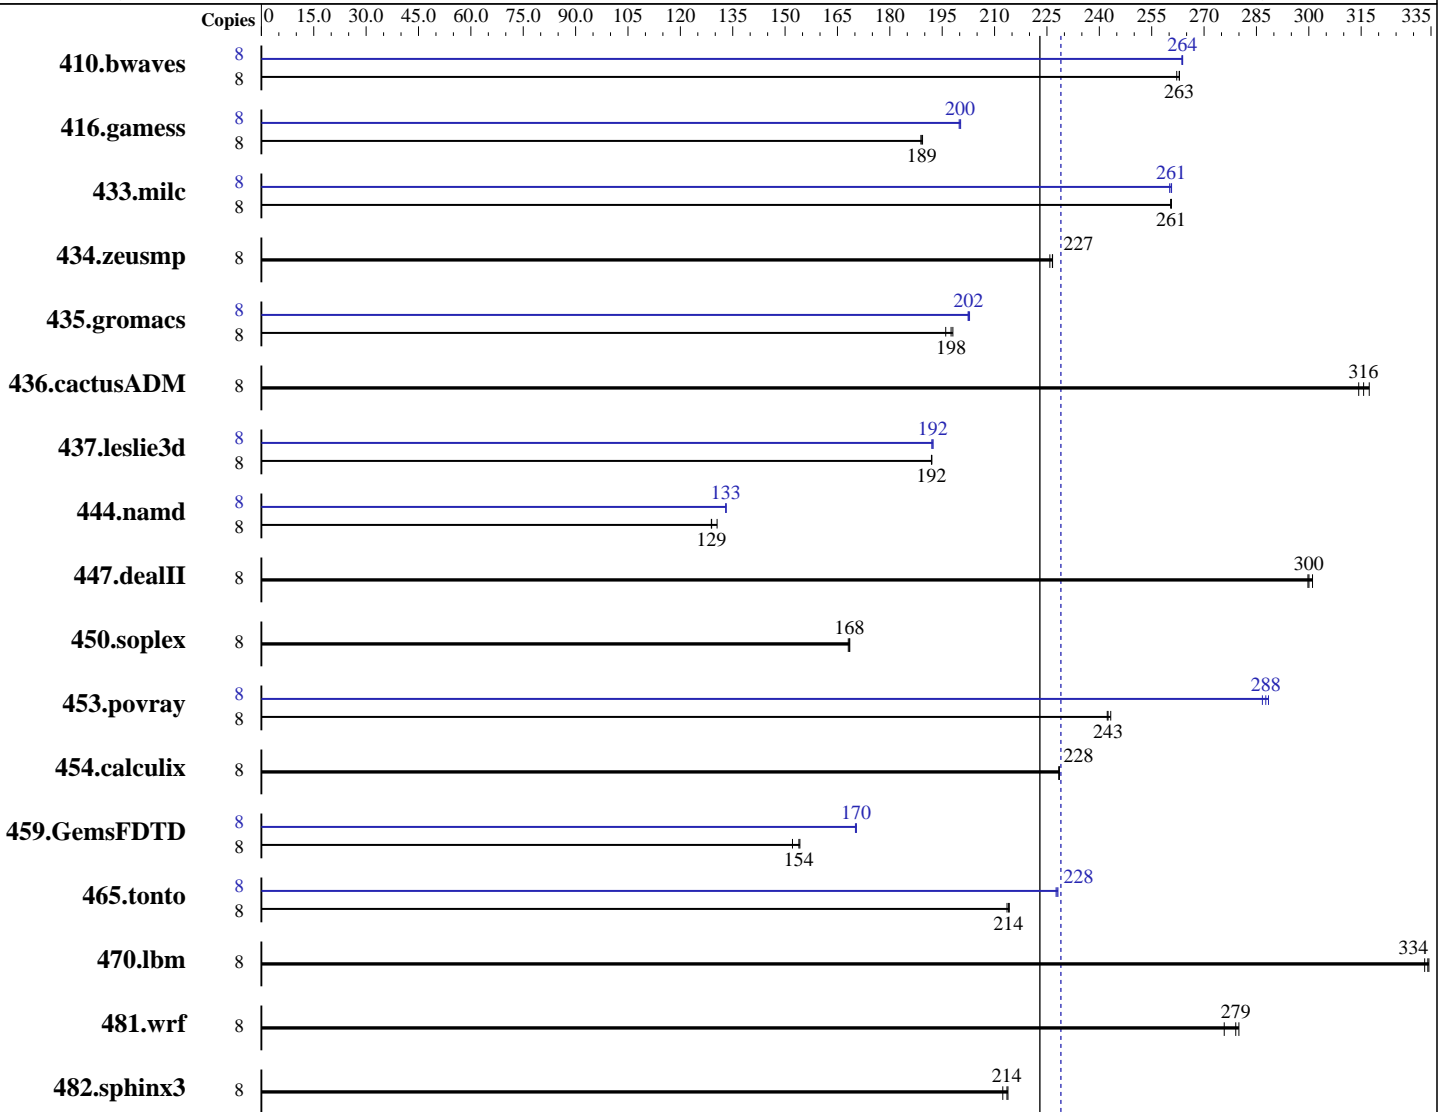 Copies 0 15.0 30.0 45.0 60.0 75.0 90.0 105 120 135 150 165 180 195 210 225 240 255 270 285 300 315 335
410.bwaves 8 264
8 263
416.gamess 8 200
8 189
433.milc 8 261
8 261
434.zeusmp 8 227
435.gromacs 8 202
8 198
436.cactusADM 8 316
437.leslie3d 8 192
8 192
444.namd 8 133
8 129
447.dealII 8 300
450.soplex 8 168
453.povray 8 288
8 243
454.calculix 8 228
459.GemsFDTD 8 170
8 154
465.tonto 8 228
8 214
470.lbm 8 334
481.wrf 8 279
482.sphinx3 8 214